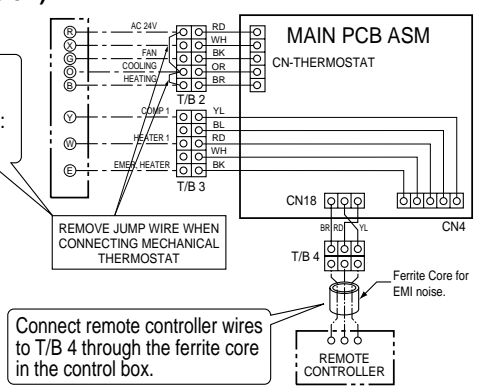 AC 24V
FAN
COOLING
HEATING
R
X
G
O
B
RD
WH
BK
OR
BR
T/B 2
MAIN PCB ASM
CN-THERMOSTAT
COMP 1
HEATER 1
EMER. HEATER
Y
W
E
YL
BL
RD
WH
BK
T/B 3
:
REMOVE JUMP WIRE WHEN
CONNECTING MECHANICAL
THERMOSTAT
CN18
CN4
BR RD YL
T/B 4
Ferrite Core for
EMI noise.
Connect remote controller wires
to T/B 4 through the ferrite core
in the control box.
REMOTE
CONTROLLER